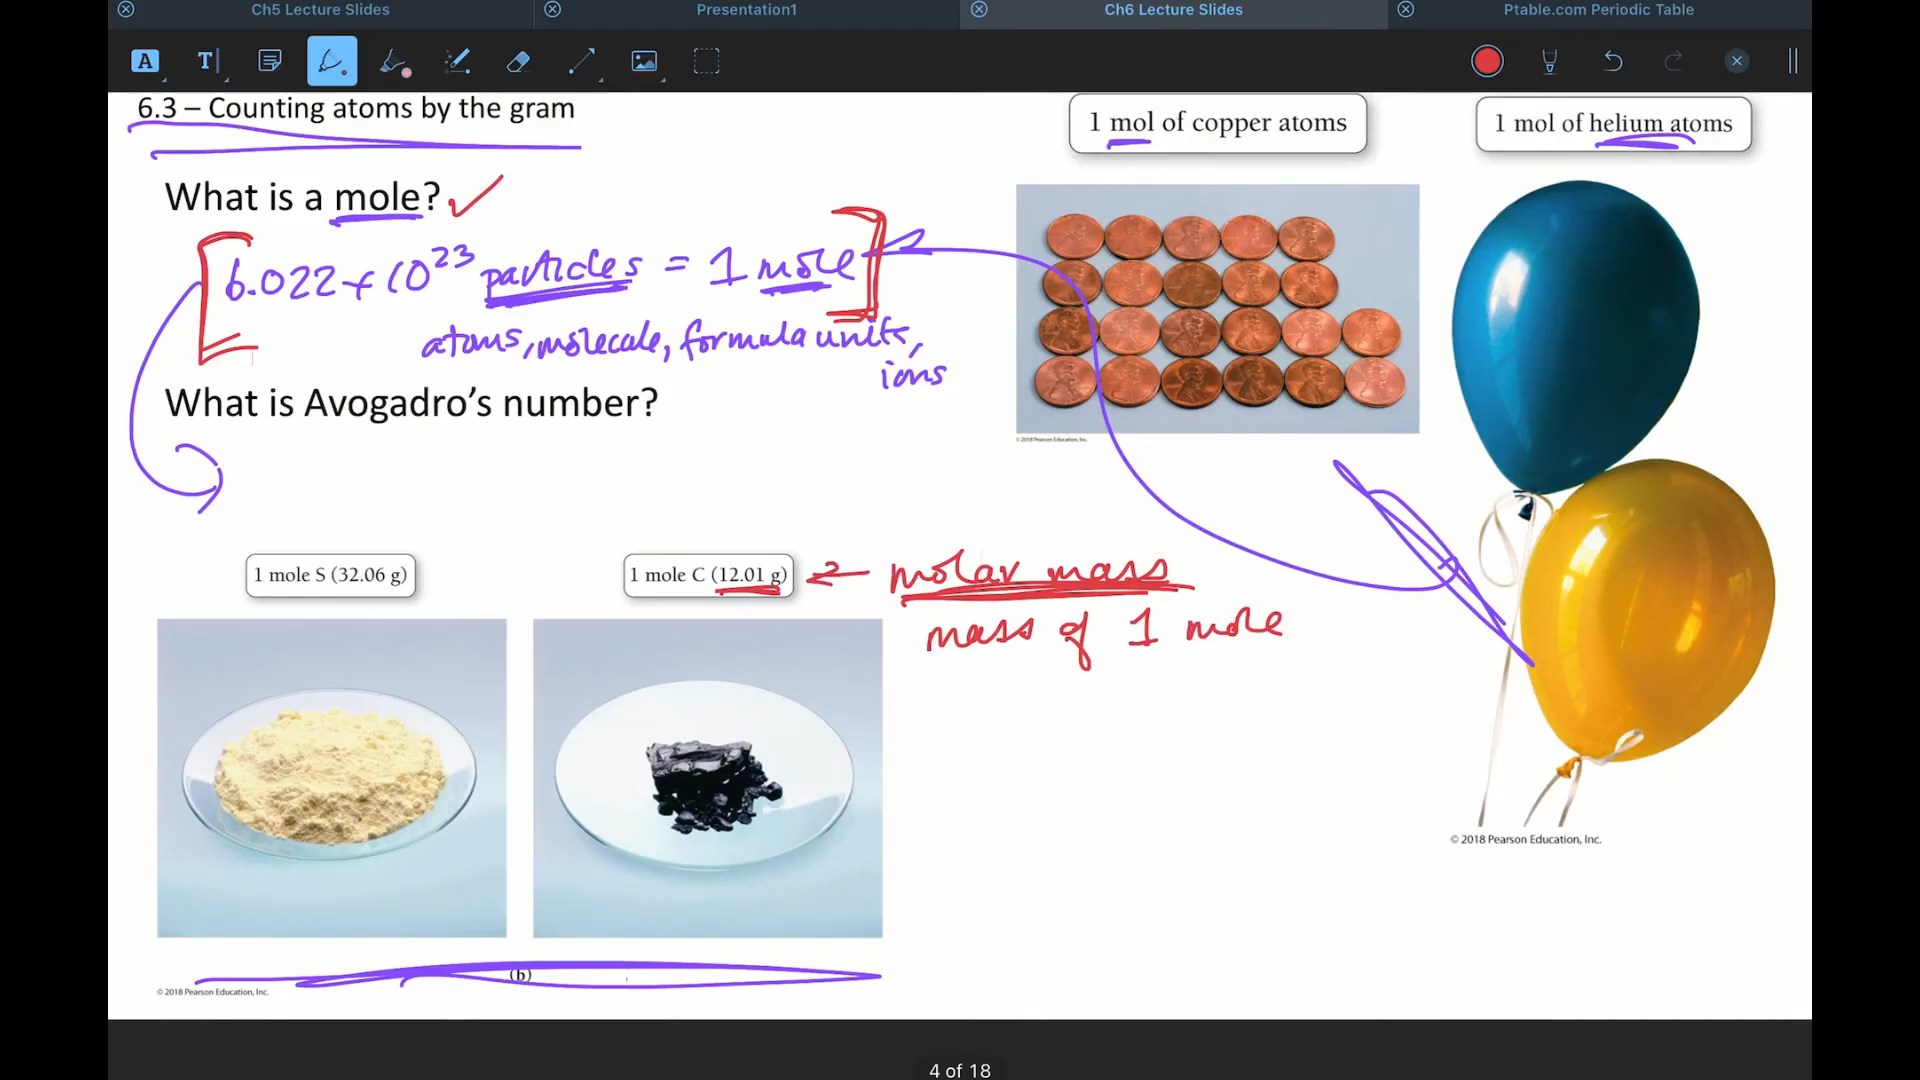 Ch5 Lecture Slides
Presentation1
Ch6 Lecture Slides
Ptable.com Periodic Table
A
T
6.3 – Counting atoms by the gram
1 mol of copper atoms
1 mol of helium atoms
What is a mole?
6.022 × 10²³ particles = 1 mole
atoms, molecule, formula units,
ions
What is Avogadro's number?
© 2018 Pearson Education, Inc.
1 mole S (32.06 g)
1 mole C (12.01 g)
molar mass
mass of 1 mole
© 2018 Pearson Education, Inc.
(b)
© 2018 Pearson Education, Inc.
4 of 18